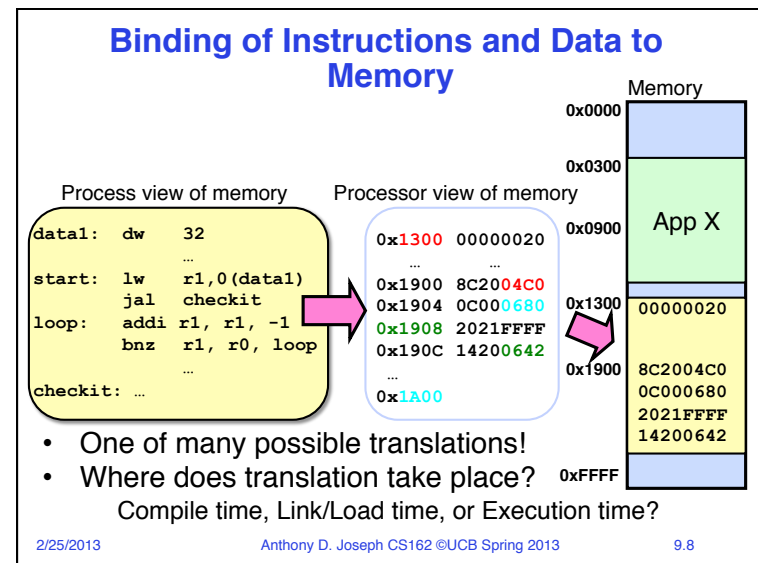 Binding of Instructions and Data to
Memory
Memory
0x0000
0x0300
0x0900
App X
0x1300
00000020
0x1900
8C2004C0
0C000680
2021FFFF
14200642
0xFFFF
Process view of memory
data1: dw 32
…
start: lw r1,0(data1)
jal checkit
loop: addi r1, r1, -1
bnz r1, r0, loop
…
checkit: …
Processor view of memory
0x1300 00000020
… …
0x1900 8C2004C0
0x1904 0C000680
0x1908 2021FFFF
0x190C 14200642
…
0x1A00
• One of many possible translations!
• Where does translation take place?
Compile time, Link/Load time, or Execution time?
2/25/2013 Anthony D. Joseph CS162 ©UCB Spring 2013 9.8